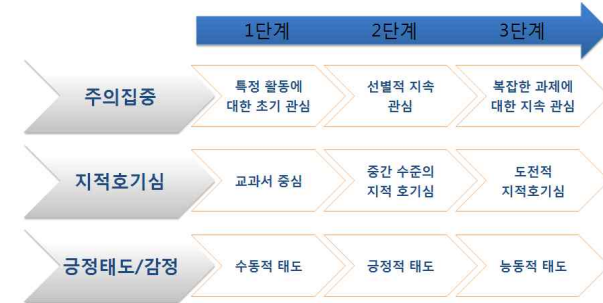 1단계 2단계 3단계
주의집중
특정 활동에
대한 초기 관심
선별적 지속
관심
복잡한 과제에
대한 지속 관심
지적호기심
교과서 중심
중간 수준의
지적 호기심
도전적
지적호기심
긍정태도/감정
수동적 태도
긍정적 태도
능동적 태도